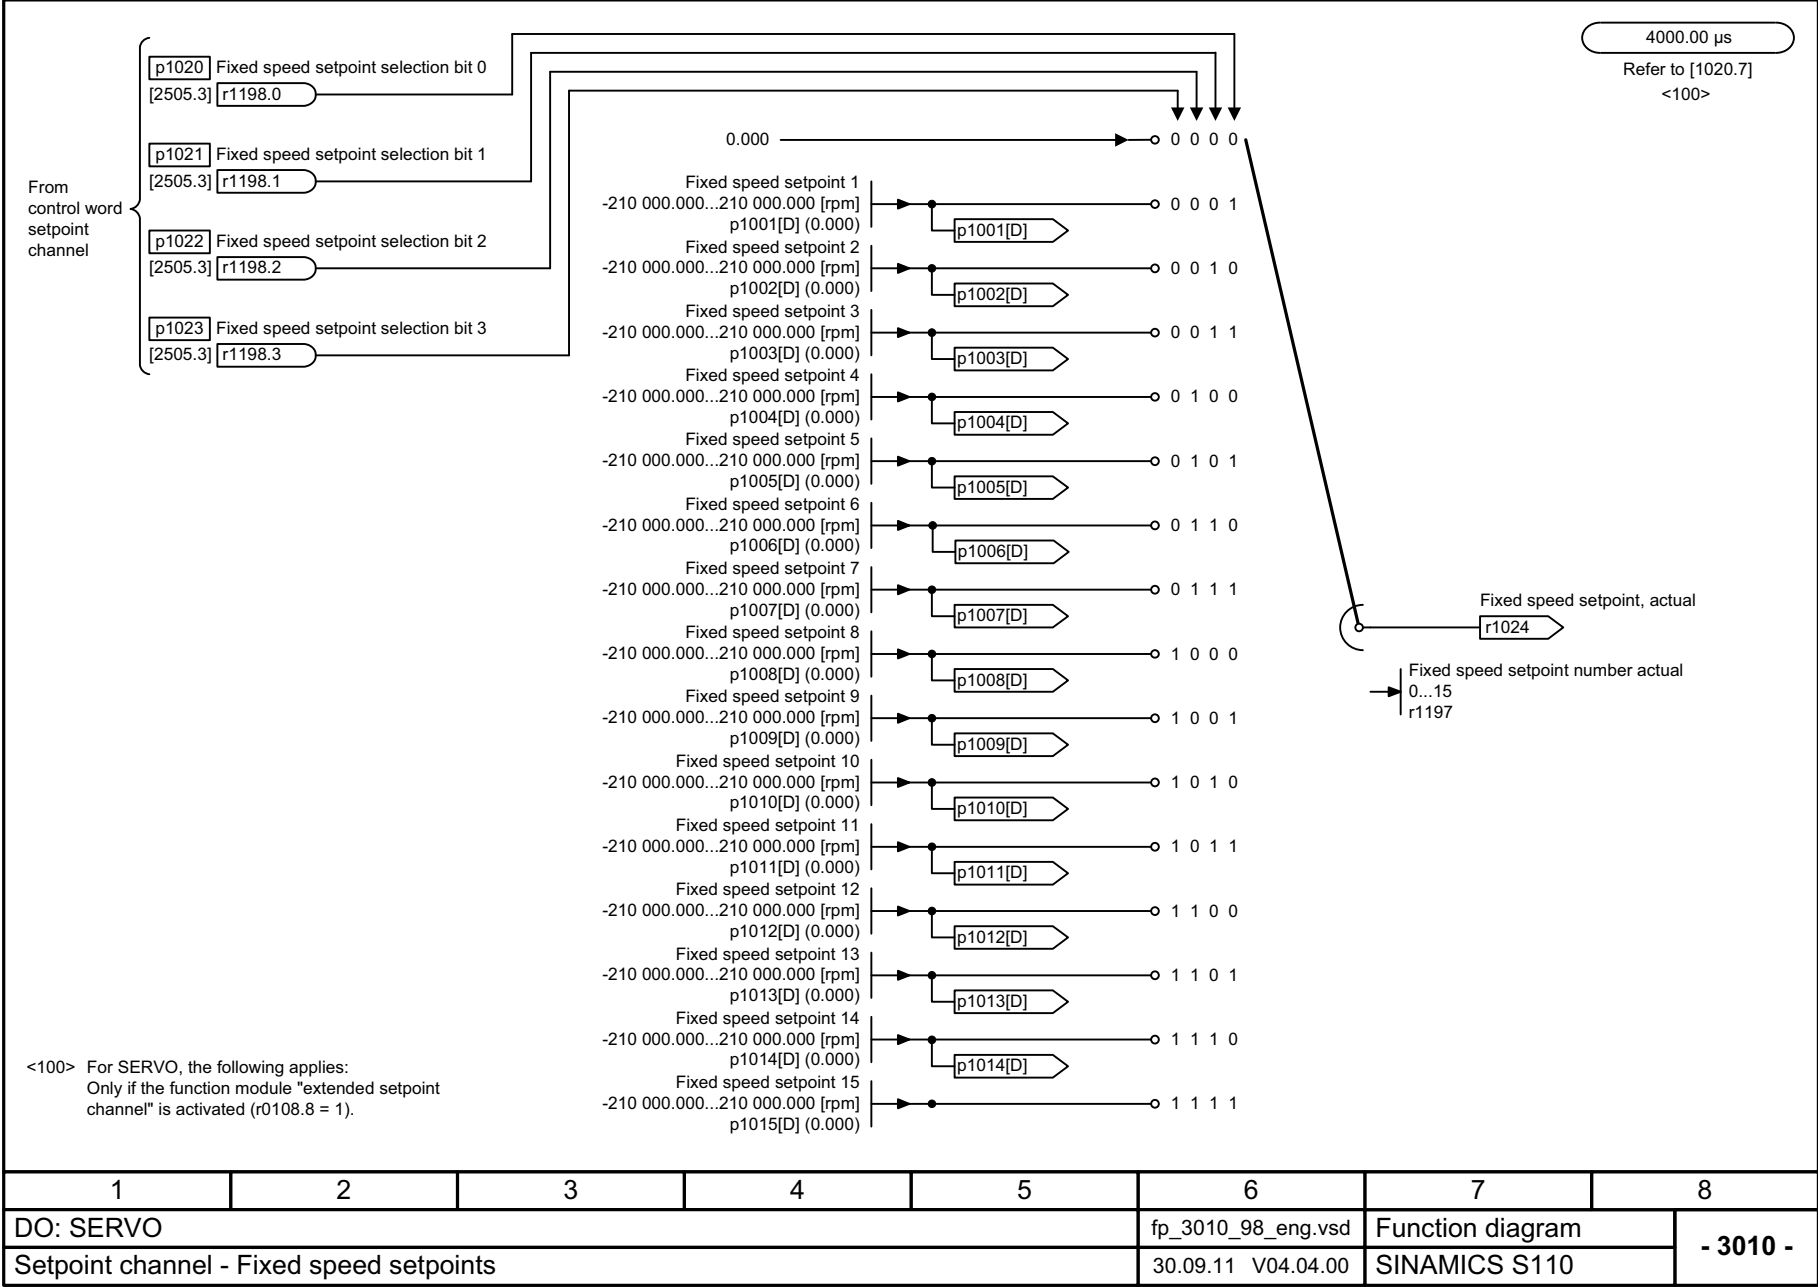 4000.00 µs
Refer to [1020.7]
<100>
From
control word
setpoint
channel
p1020 Fixed speed setpoint selection bit 0
[2505.3] r1198.0
p1021 Fixed speed setpoint selection bit 1
[2505.3] r1198.1
p1022 Fixed speed setpoint selection bit 2
[2505.3] r1198.2
p1023 Fixed speed setpoint selection bit 3
[2505.3] r1198.3
0.000 0 0 0 0
Fixed speed setpoint 1
-210 000.000...210 000.000 [rpm] 0 0 0 1
p1001[D] (0.000) p1001[D]
Fixed speed setpoint 2
-210 000.000...210 000.000 [rpm] 0 0 1 0
p1002[D] (0.000) p1002[D]
Fixed speed setpoint 3
-210 000.000...210 000.000 [rpm] 0 0 1 1
p1003[D] (0.000) p1003[D]
Fixed speed setpoint 4
-210 000.000...210 000.000 [rpm] 0 1 0 0
p1004[D] (0.000) p1004[D]
Fixed speed setpoint 5
-210 000.000...210 000.000 [rpm] 0 1 0 1
p1005[D] (0.000) p1005[D]
Fixed speed setpoint 6
-210 000.000...210 000.000 [rpm] 0 1 1 0
p1006[D] (0.000) p1006[D]
Fixed speed setpoint 7
-210 000.000...210 000.000 [rpm] 0 1 1 1
p1007[D] (0.000) p1007[D]
Fixed speed setpoint 8
-210 000.000...210 000.000 [rpm] 1 0 0 0
p1008[D] (0.000) p1008[D]
Fixed speed setpoint 9
-210 000.000...210 000.000 [rpm] 1 0 0 1
p1009[D] (0.000) p1009[D]
Fixed speed setpoint 10
-210 000.000...210 000.000 [rpm] 1 0 1 0
p1010[D] (0.000) p1010[D]
Fixed speed setpoint 11
-210 000.000...210 000.000 [rpm] 1 0 1 1
p1011[D] (0.000) p1011[D]
Fixed speed setpoint 12
-210 000.000...210 000.000 [rpm] 1 1 0 0
p1012[D] (0.000) p1012[D]
Fixed speed setpoint 13
-210 000.000...210 000.000 [rpm] 1 1 0 1
p1013[D] (0.000) p1013[D]
Fixed speed setpoint 14
-210 000.000...210 000.000 [rpm] 1 1 1 0
p1014[D] (0.000) p1014[D]
Fixed speed setpoint 15
-210 000.000...210 000.000 [rpm] 1 1 1 1
p1015[D] (0.000)
Fixed speed setpoint, actual
r1024
Fixed speed setpoint number actual
0...15
r1197
<100> For SERVO, the following applies:
Only if the function module "extended setpoint
channel" is activated (r0108.8 = 1).
1 2 3 4 5 6 7 8
DO: SERVO fp_3010_98_eng.vsd Function diagram
- 3010 -
Setpoint channel - Fixed speed setpoints 30.09.11 V04.04.00 SINAMICS S110